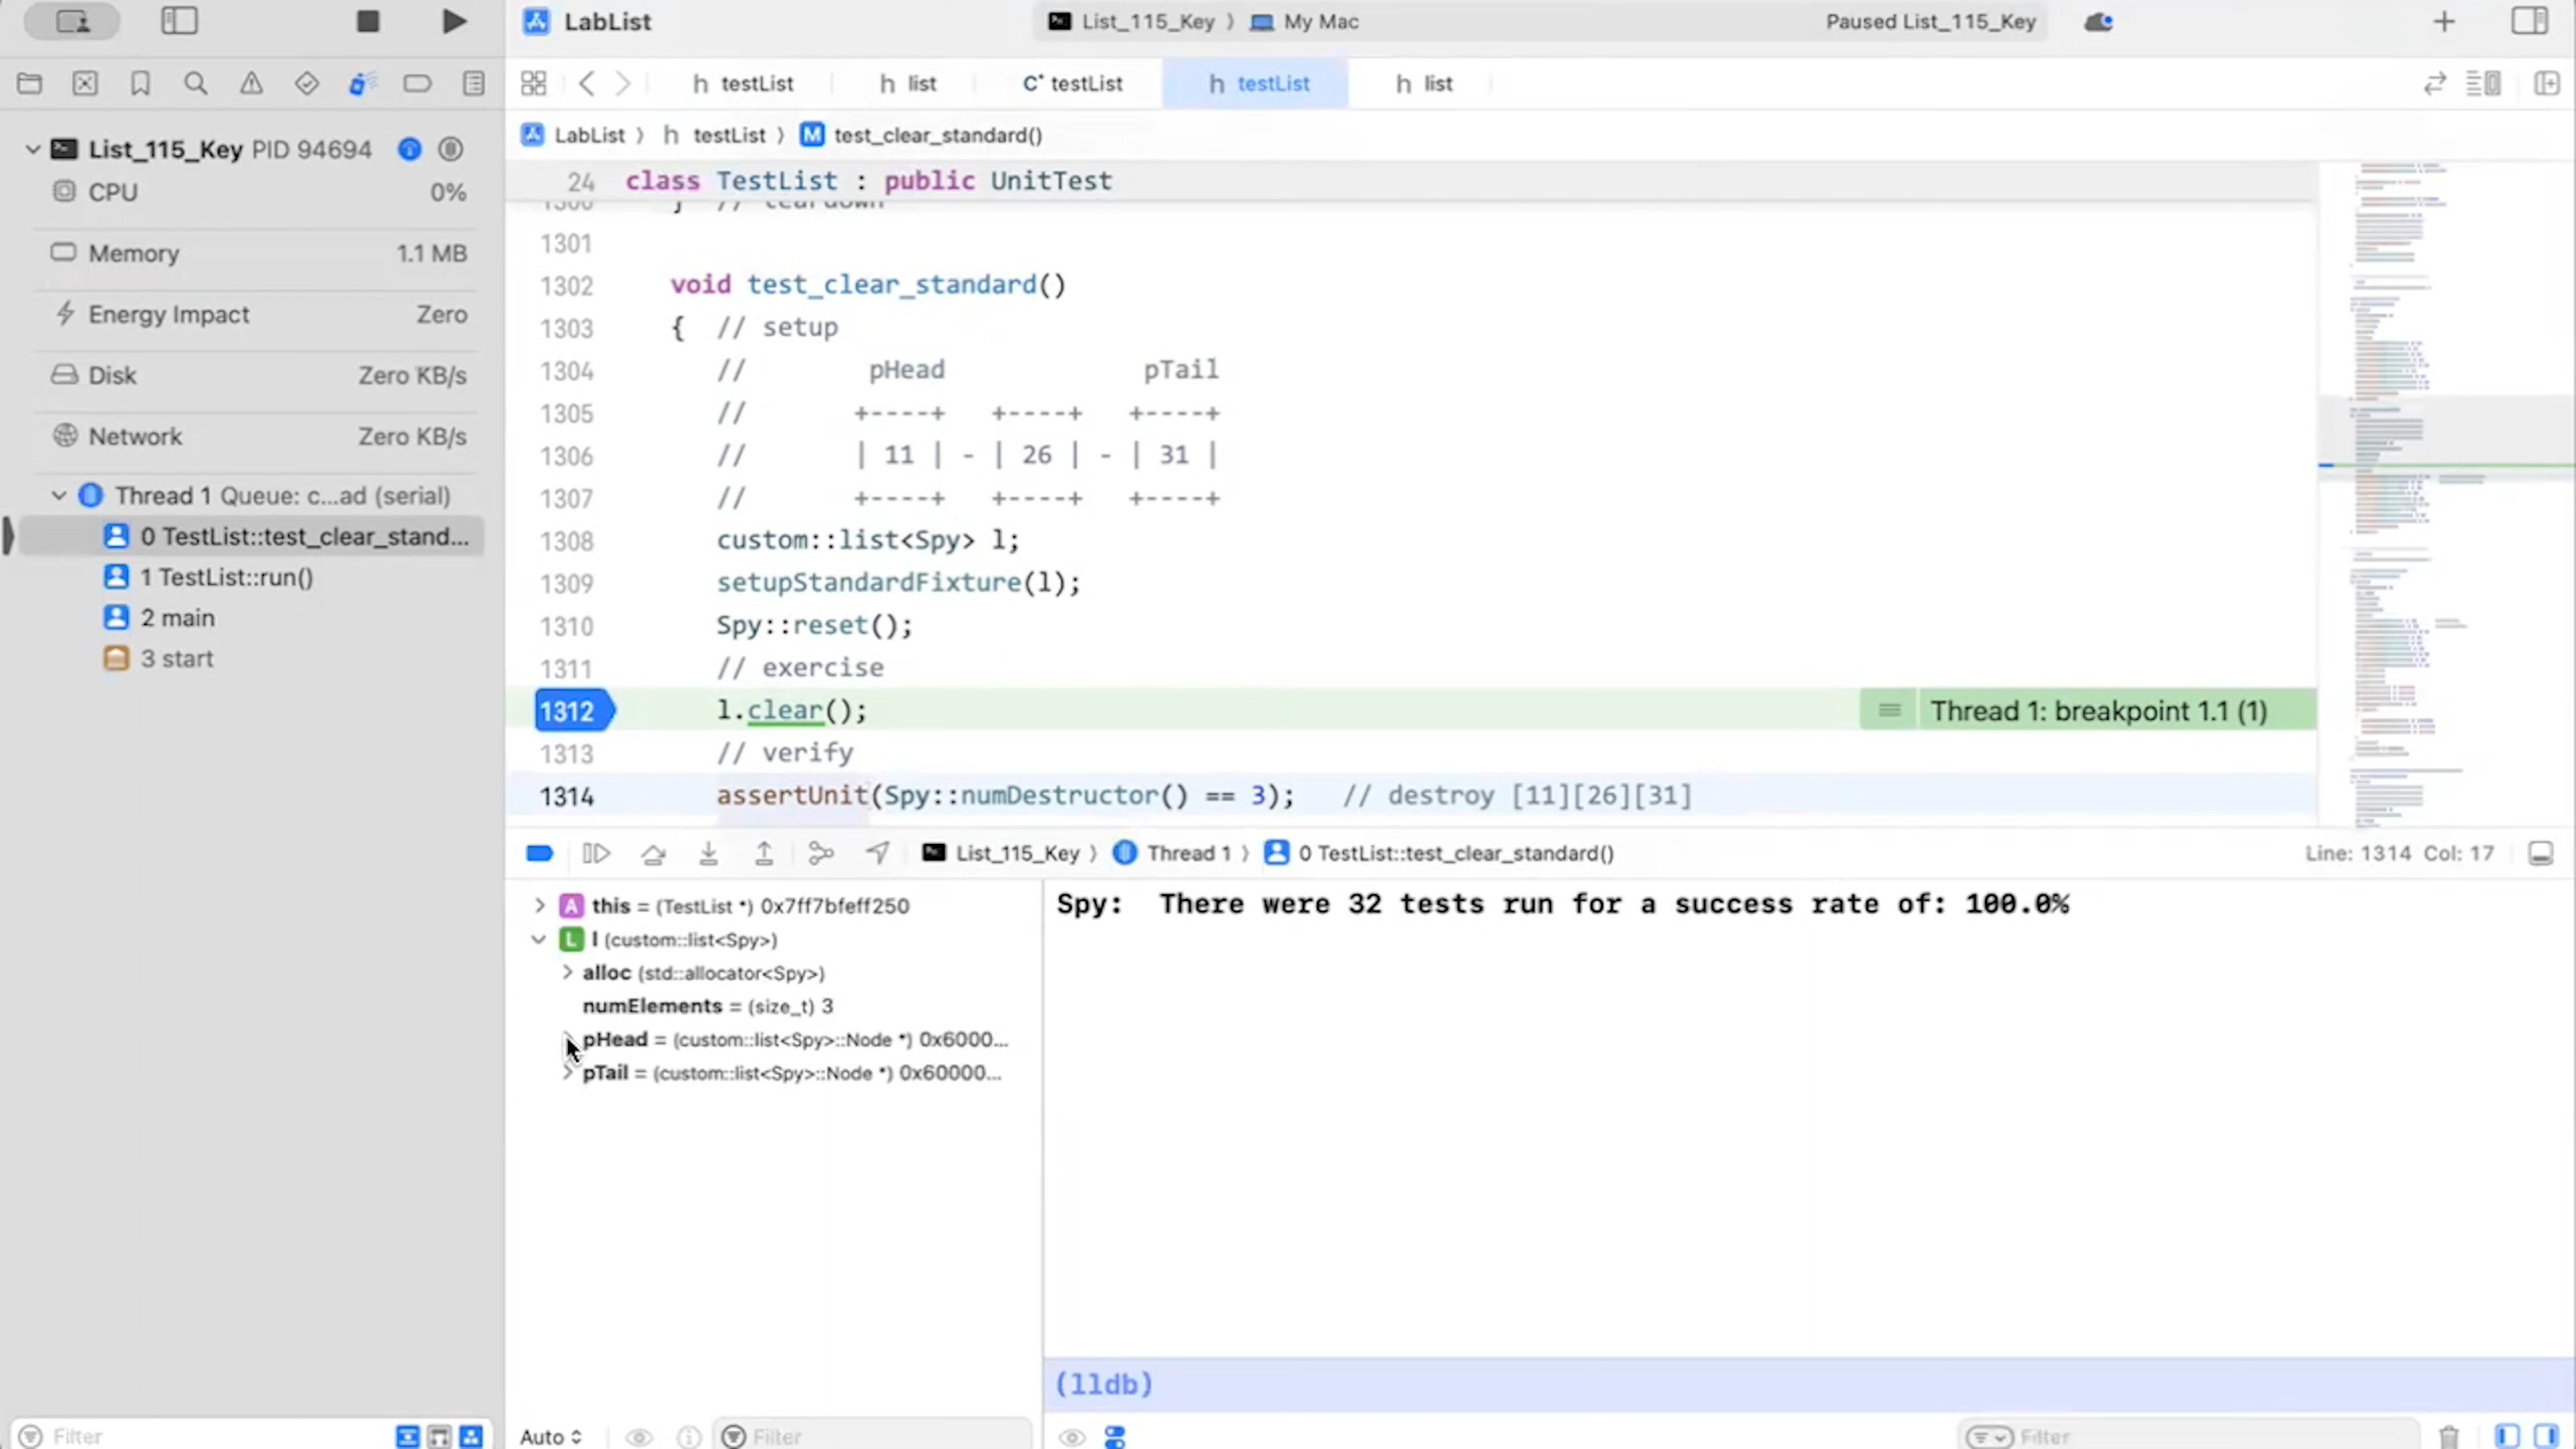 LabList
List_115_Key 〉 My Mac
Paused List_115_Key
testList
list
testList
testList
list
LabList 〉 h testList 〉 M test_clear_standard()
List_115_Key PID 94694
CPU 0%
Memory 1.1 MB
Energy Impact Zero
Disk Zero KB/s
Network Zero KB/s
Thread 1 Queue: c...ad (serial)
0 TestList::test_clear_stand...
1 TestList::run()
2 main
3 start
24 class TestList : public UnitTest
1300 } // teardown
1301
1302 void test_clear_standard()
1303 { // setup
1304 // pHead pTail
1305 // +----+ +----+ +----+
1306 // | 11 | - | 26 | - | 31 |
1307 // +----+ +----+ +----+
1308 custom::list<Spy> l;
1309 setupStandardFixture(l);
1310 Spy::reset();
1311 // exercise
1312 l.clear(); Thread 1: breakpoint 1.1 (1)
1313 // verify
1314 assertUnit(Spy::numDestructor() == 3); // destroy [11][26][31]
List_115_Key 〉 Thread 1 〉 0 TestList::test_clear_standard()
Line: 1314 Col: 17
A this = (TestList *) 0x7ff7bfeff250
L l (custom::list<Spy>)
alloc (std::allocator<Spy>)
numElements = (size_t) 3
pHead = (custom::list<Spy>::Node *) 0x6000...
pTail = (custom::list<Spy>::Node *) 0x60000...
Spy: There were 32 tests run for a success rate of: 100.0%
(lldb)
Filter
Auto
Filter
Filter